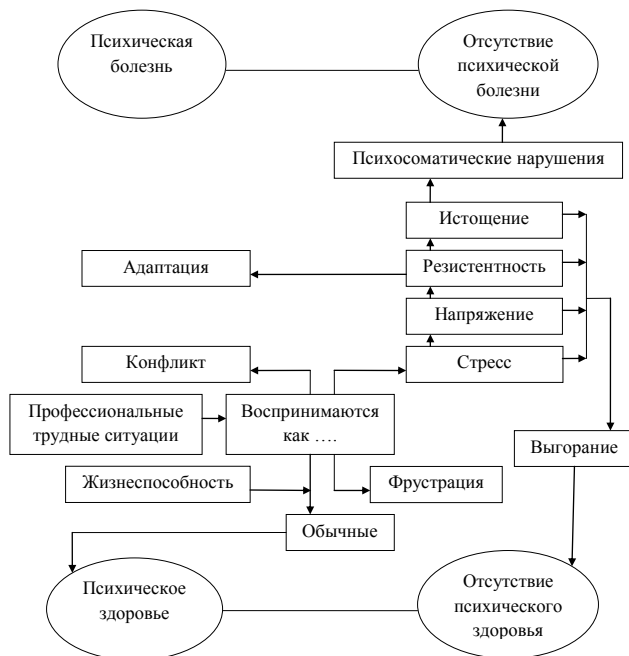 Психическая
болезнь
Отсутствие
психической
болезни
Психосоматические нарушения
Истощение
Адаптация
Резистентность
Напряжение
Конфликт
Стресс
Профессиональные
трудные ситуации
Воспринимаются
как ….
Выгорание
Жизнеспособность
Фрустрация
Обычные
Психическое
здоровье
Отсутствие
психического
здоровья